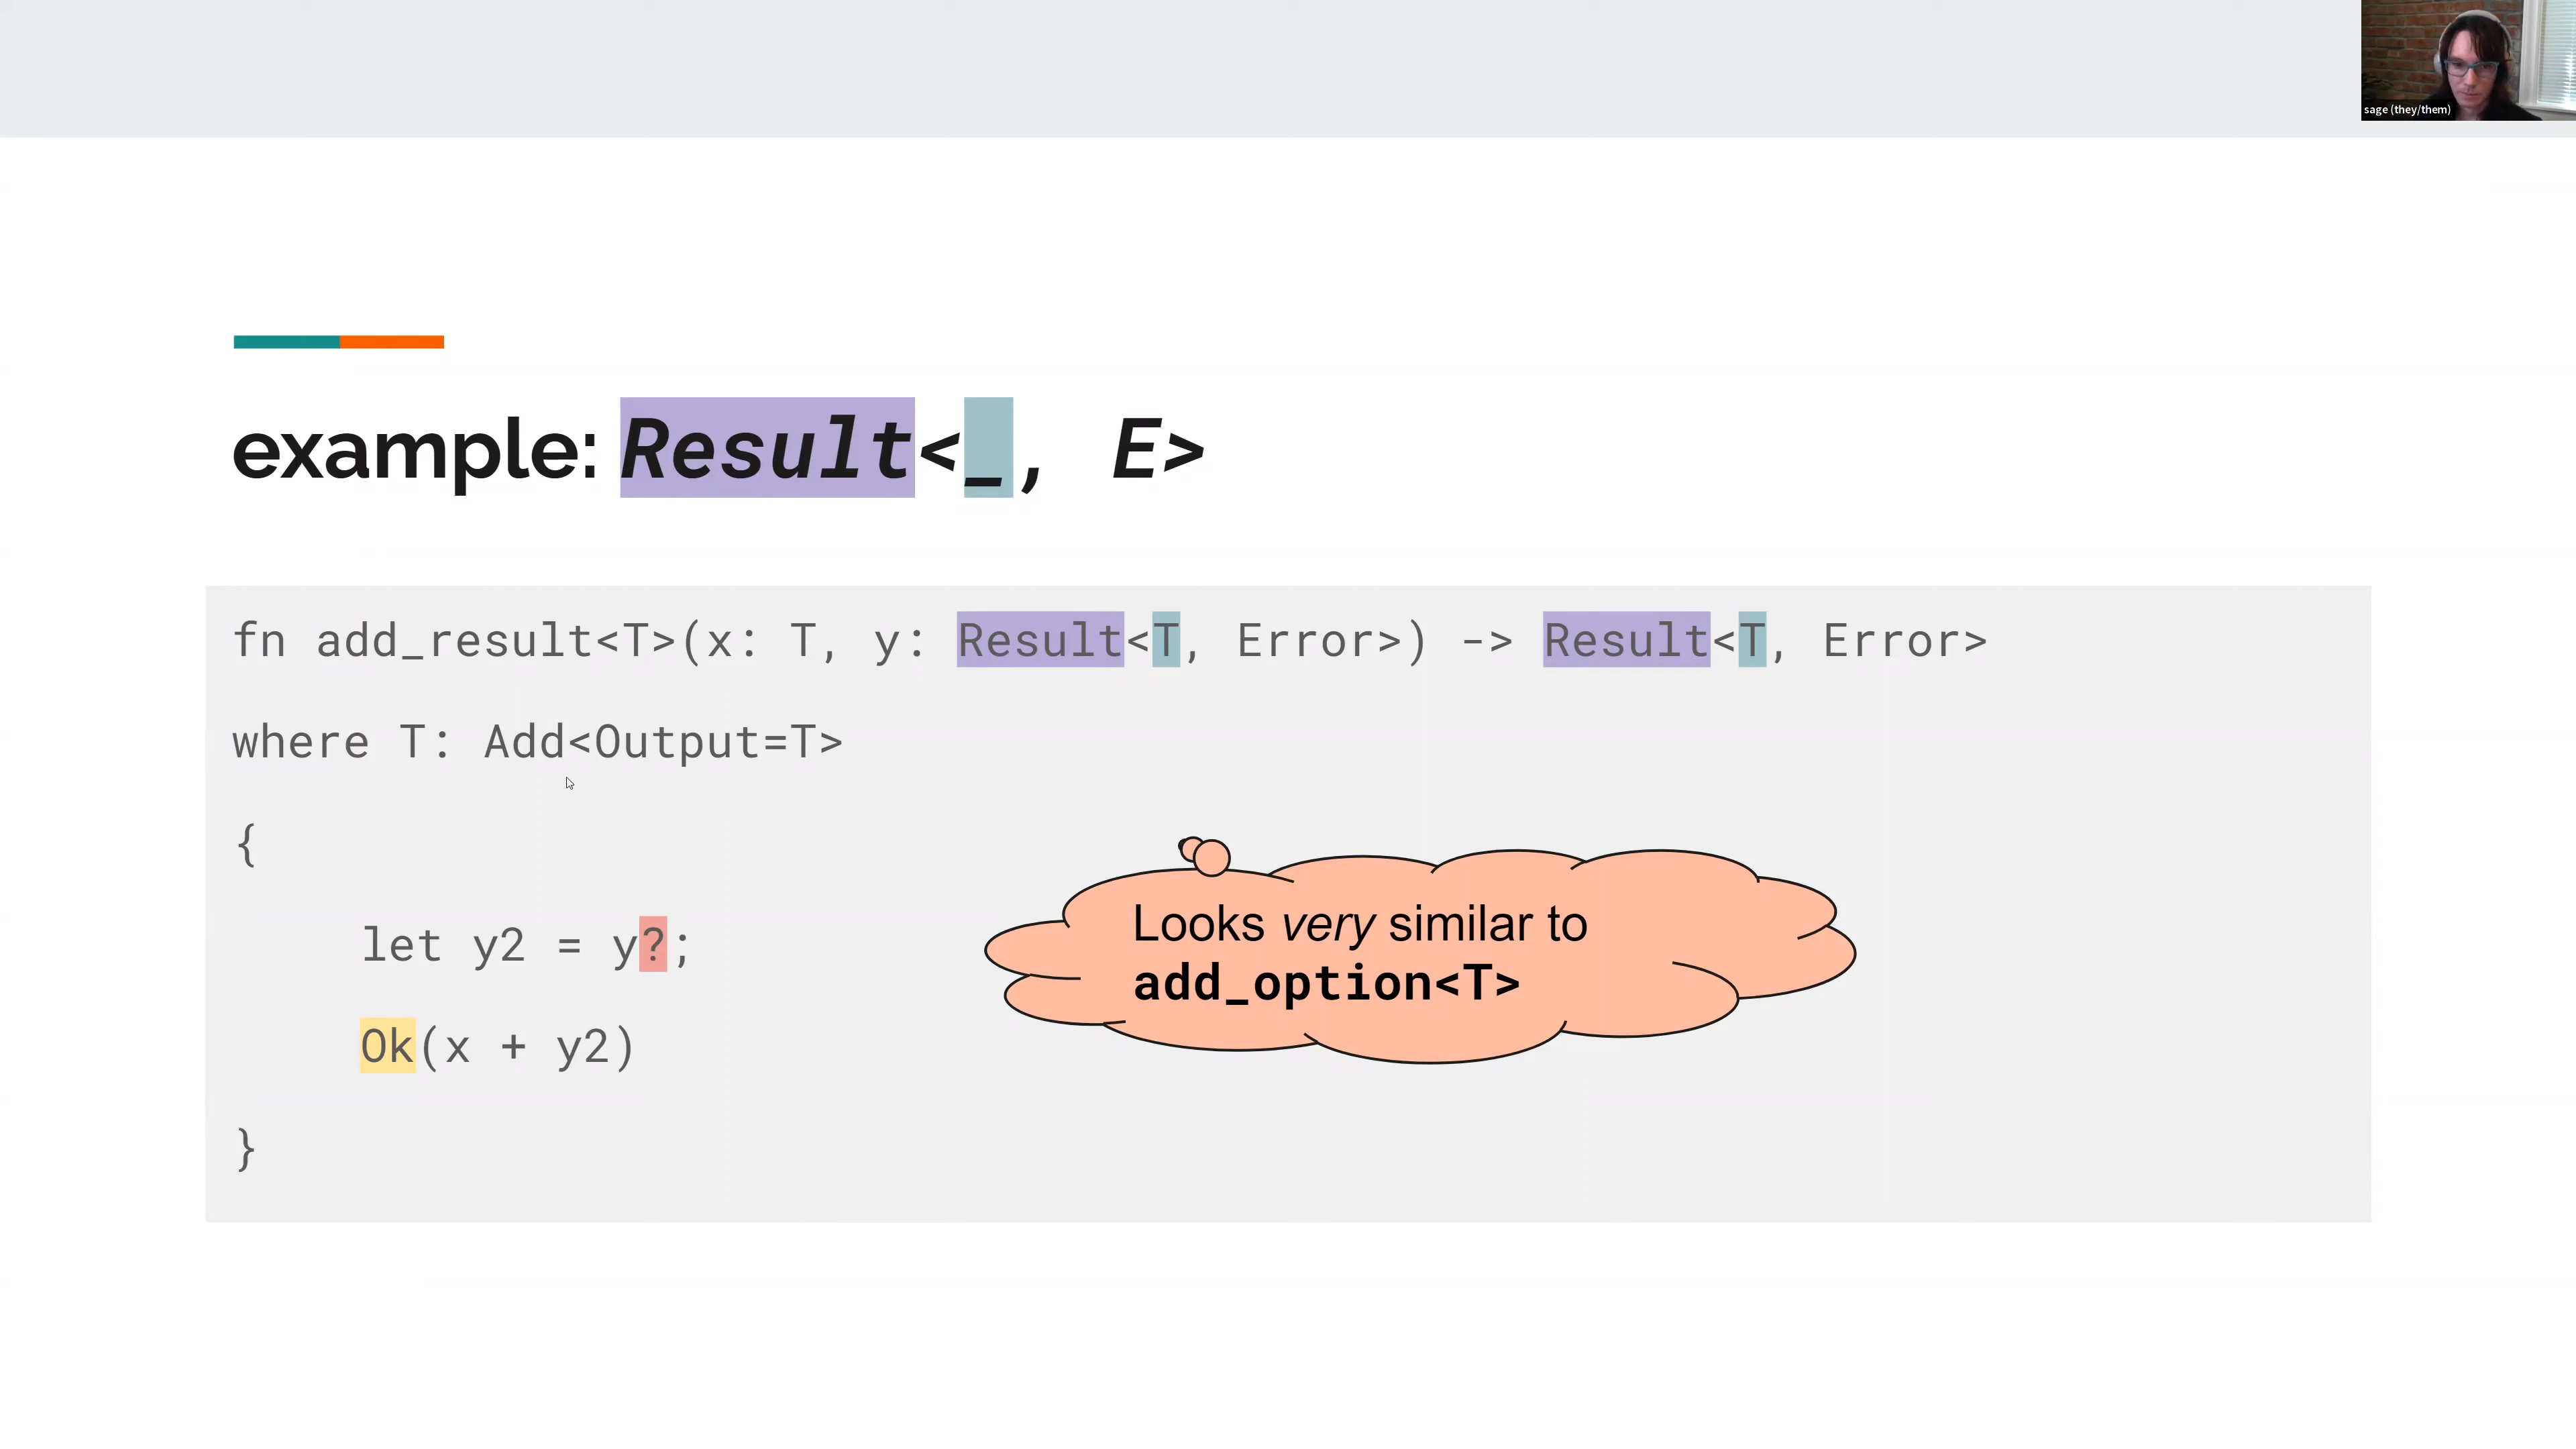 sage (they/them)
example: Result<_, E>
fn add_result<T>(x: T, y: Result<T, Error>) -> Result<T, Error>
where T: Add<Output=T>
{
let y2 = y?;
Ok(x + y2)
}
Looks very similar to
add_option<T>